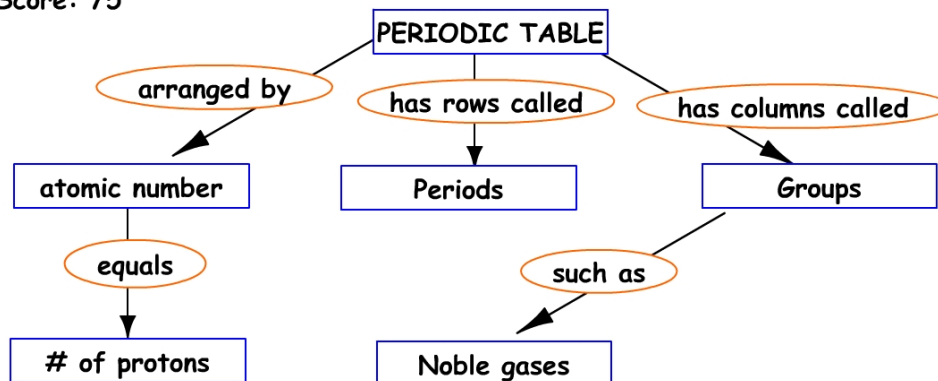 Score: 75
PERIODIC TABLE
arranged by
has rows called
has columns called
atomic number
Periods
Groups
equals
such as
# of protons
Noble gases